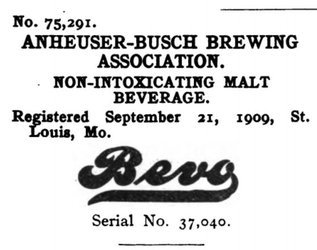 No. 75,291.
ANHEUSER-BUSCH BREWING
ASSOCIATION.
NON-INTOXICATING MALT
BEVERAGE.
Registered September 21, 1909, St.
Louis, Mo.
Bevo
Serial No. 37,040.